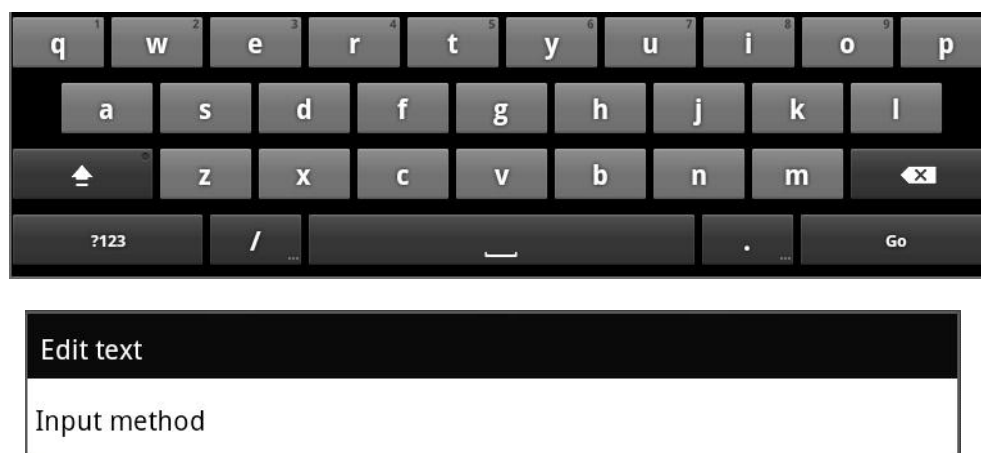 q 1 w 2 e 3 r 4 t 5 y 6 u 7 i 8 o 9 p
a s d f g h j k l
z x c v b n m
?123 / ... . ... Go
Edit text
Input method